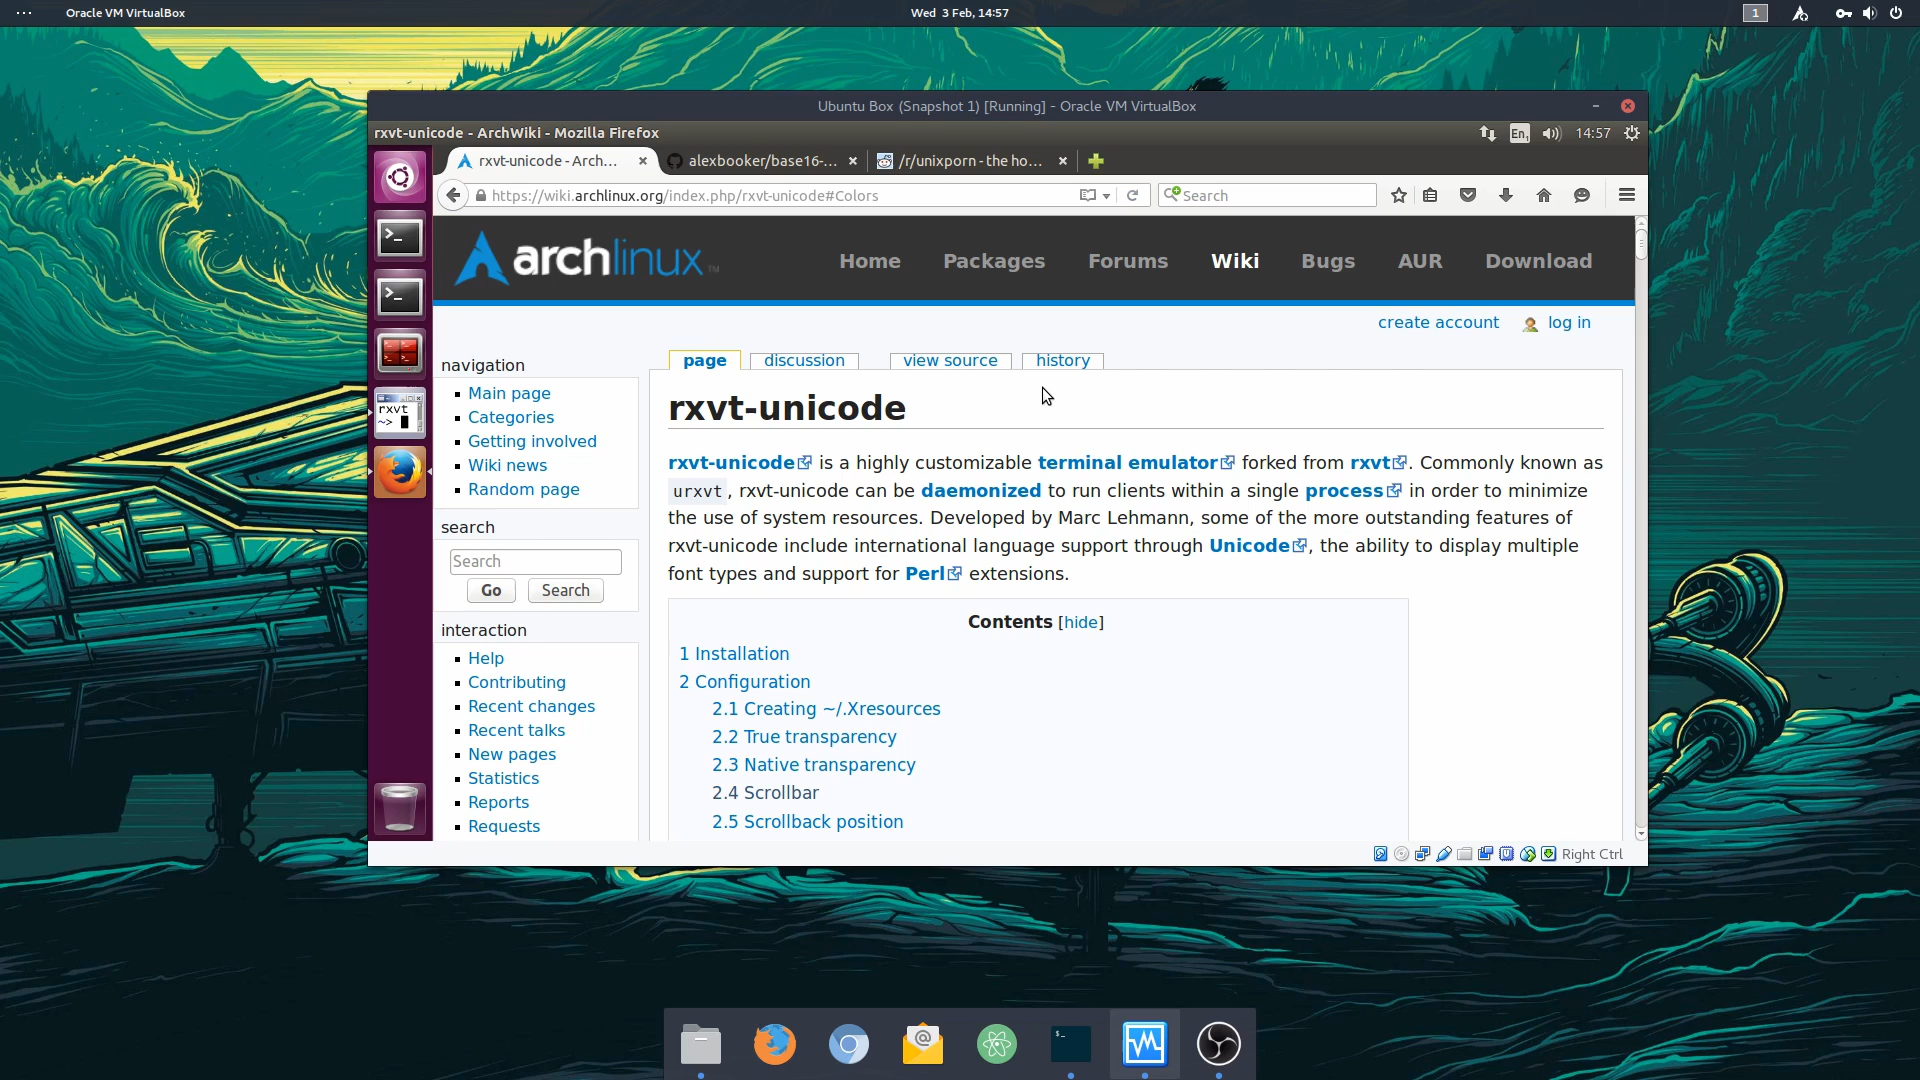 Oracle VM VirtualBox
Wed 3 Feb, 14:57
1
Ubuntu Box (Snapshot 1) [Running] - Oracle VM VirtualBox
rxvt-unicode - ArchWiki - Mozilla Firefox
En1
14:57
rxvt-unicode - Arch...
alexbooker/base16-...
/r/unixporn - the ho...
https://wiki.archlinux.org/index.php/rxvt-unicode#Colors
Search
archlinux™
Home
Packages
Forums
Wiki
Bugs
AUR
Download
create account
log in
page
discussion
view source
history
navigation
Main page
Categories
Getting involved
Wiki news
Random page
search
Search
Go
Search
interaction
Help
Contributing
Recent changes
Recent talks
New pages
Statistics
Reports
Requests
rxvt
~>
rxvt-unicode
rxvt-unicode is a highly customizable terminal emulator forked from rxvt. Commonly known as
urxvt, rxvt-unicode can be daemonized to run clients within a single process in order to minimize
the use of system resources. Developed by Marc Lehmann, some of the more outstanding features of
rxvt-unicode include international language support through Unicode, the ability to display multiple
font types and support for Perl extensions.
Contents [hide]
1 Installation
2 Configuration
2.1 Creating ~/.Xresources
2.2 True transparency
2.3 Native transparency
2.4 Scrollbar
2.5 Scrollback position
Right Ctrl